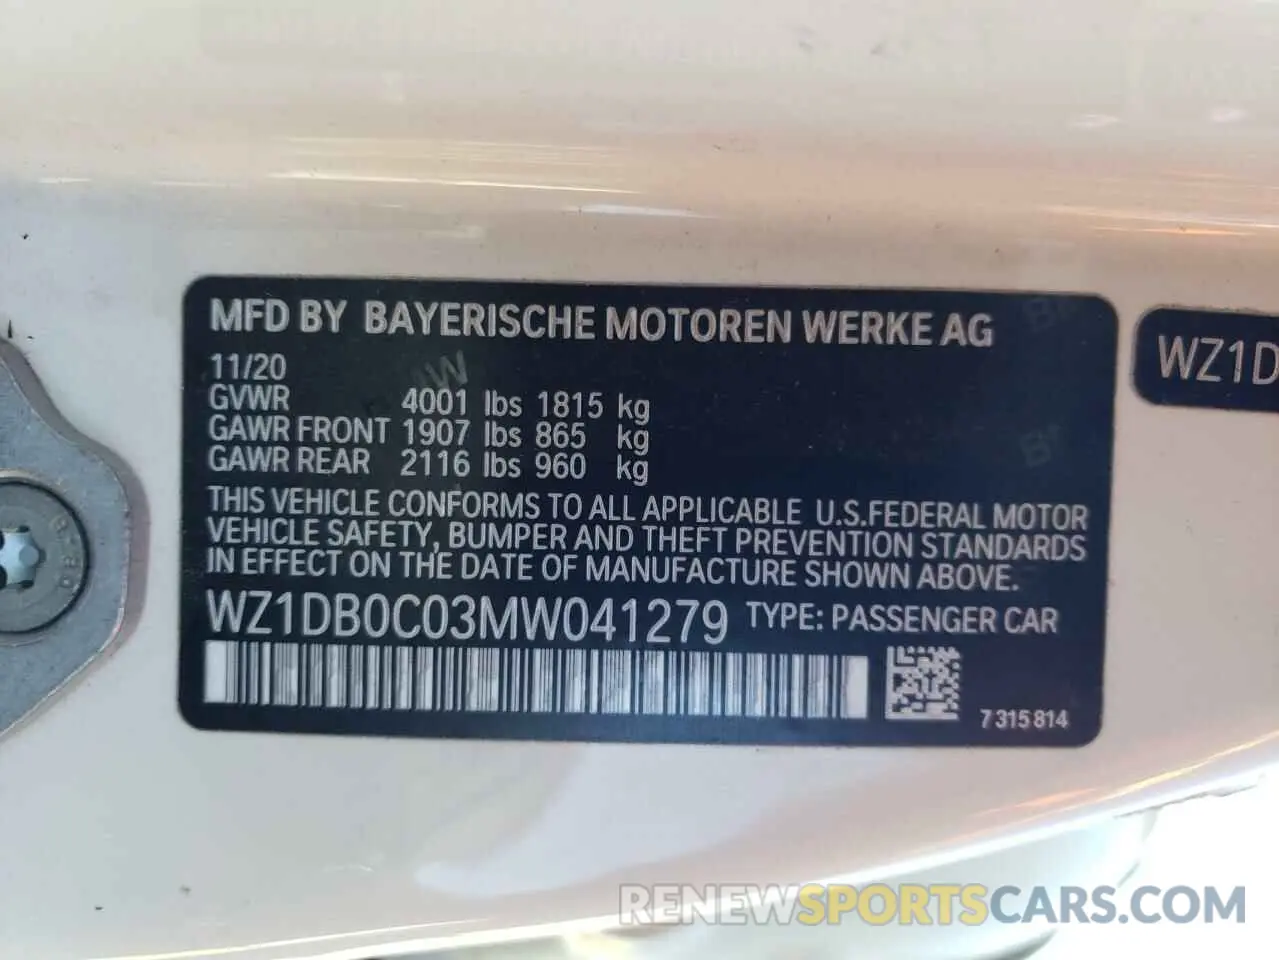 MFD BY BAYERISCHE MOTOREN WERKE AG
11/20
GVWR 4001 lbs 1815 kg
GAWR FRONT 1907 lbs 865 kg
GAWR REAR 2116 lbs 960 kg
THIS VEHICLE CONFORMS TO ALL APPLICABLE U.S.FEDERAL MOTOR
VEHICLE SAFETY, BUMPER AND THEFT PREVENTION STANDARDS
IN EFFECT ON THE DATE OF MANUFACTURE SHOWN ABOVE.
WZ1DB0C03MW041279 TYPE: PASSENGER CAR
7 315 814
WZ1D
RENEWSPORTSCARS.COM